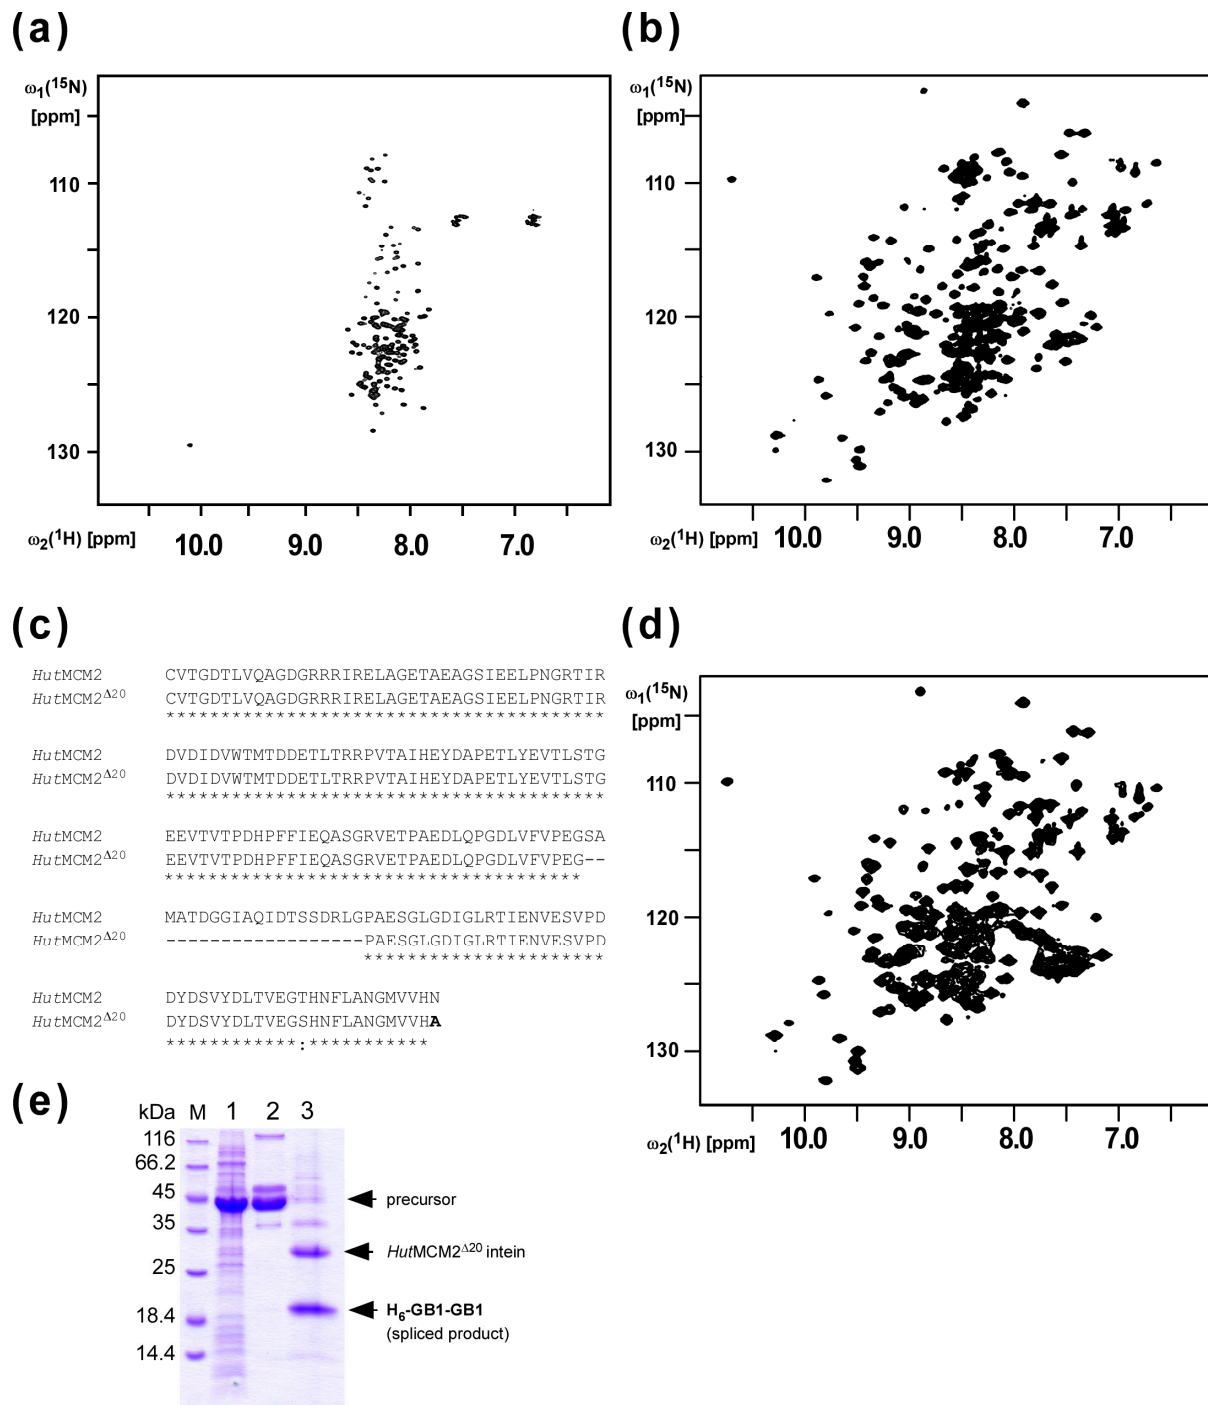 (a)
ω1(15N)
[ppm]
110
120
130
ω2(1H) [ppm] 10.0 9.0 8.0 7.0
(b)
ω1(15N)
[ppm]
110
120
130
ω2(1H) [ppm] 10.0 9.0 8.0 7.0
(c)
HutMCM2 CVTGDTLVQAGDGRRRIRELAGETAEAGSIEELPNGRTIR
HutMCM2Δ20 CVTGDTLVQAGDGRRRIRELAGETAEAGSIEELPNGRTIR
****************************************
HutMCM2 DVDIDVWTMTDDETLTRRPVTAIHEYDAPETLYEVTLSTG
HutMCM2Δ20 DVDIDVWTMTDDETLTRRPVTAIHEYDAPETLYEVTLSTG
****************************************
HutMCM2 EEVTVTPDHPFFIEQASGRVETPAEDLQPGDLVFVPEGSA
HutMCM2Δ20 EEVTVTPDHPFFIEQASGRVETPAEDLQPGDLVFVPEG--
**************************************
HutMCM2 MATDGGIAQIDTSSDRLGPAESGLGDIGLRTIENVESVPD
HutMCM2Δ20 ------------------PAESGLGDIGLRTIENVESVPD
**********************
HutMCM2 DYDSVYDLTVEGTHNFLANGMVVHN
HutMCM2Δ20 DYDSVYDLTVEGSHNFLANGMVVHA
************:***********
(d)
ω1(15N)
[ppm]
110
120
130
ω2(1H) [ppm] 10.0 9.0 8.0 7.0
(e)
kDa M 1 2 3
116
66.2
45
35
25
18.4
14.4
precursor
HutMCM2Δ20 intein
H6-GB1-GB1
(spliced product)